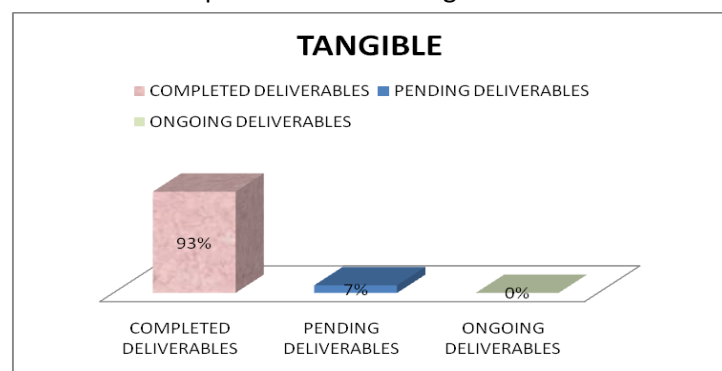 TANGIBLE
COMPLETED DELIVERABLES PENDING DELIVERABLES
ONGOING DELIVERABLES
93%
7%
0%
COMPLETED DELIVERABLES
PENDING DELIVERABLES
ONGOING DELIVERABLES